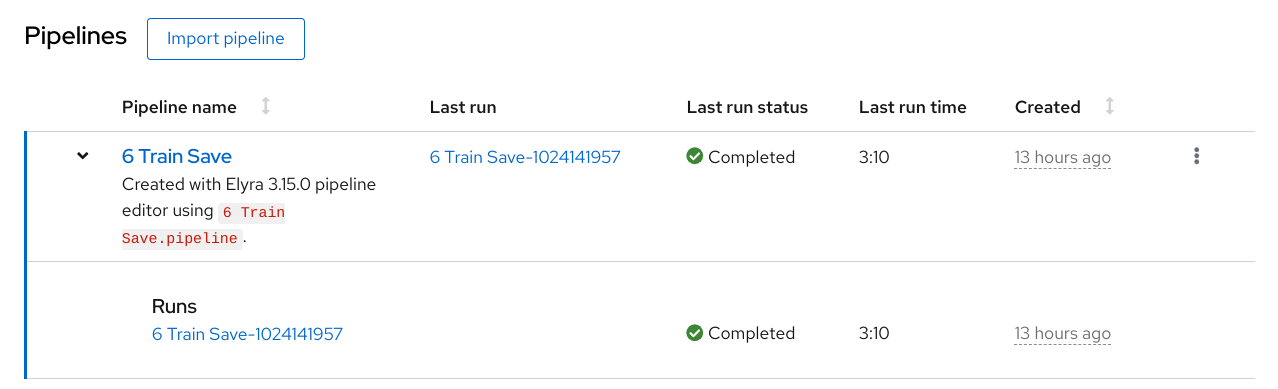 Pipelines Import pipeline
Pipeline name Last run Last run status Last run time Created
6 Train Save 6 Train Save-1024141957 Completed 3:10 13 hours ago
Created with Elyra 3.15.0 pipeline
editor using 6 Train
Save.pipeline.
Runs
6 Train Save-1024141957 Completed 3:10 13 hours ago